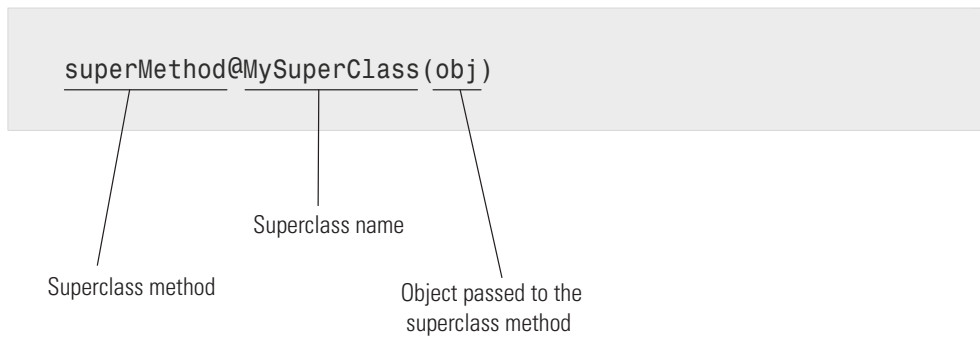 superMethod@MySuperClass(obj)
Superclass name
Superclass method
Object passed to the
superclass method